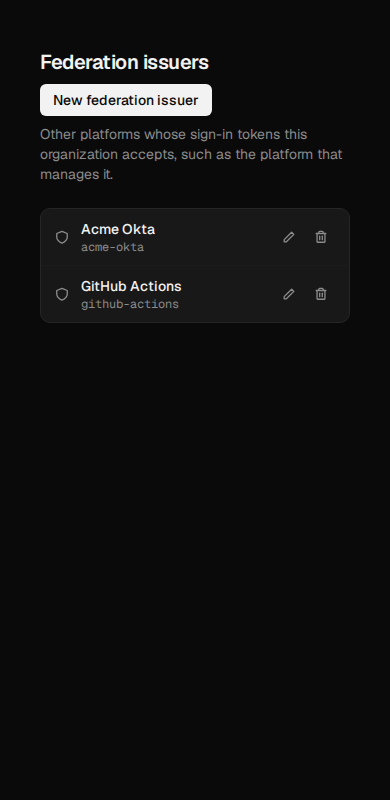 Federation issuers
New federation issuer
Other platforms whose sign-in tokens this
organization accepts, such as the platform that
manages it.
Acme Okta
acme-okta
GitHub Actions
github-actions